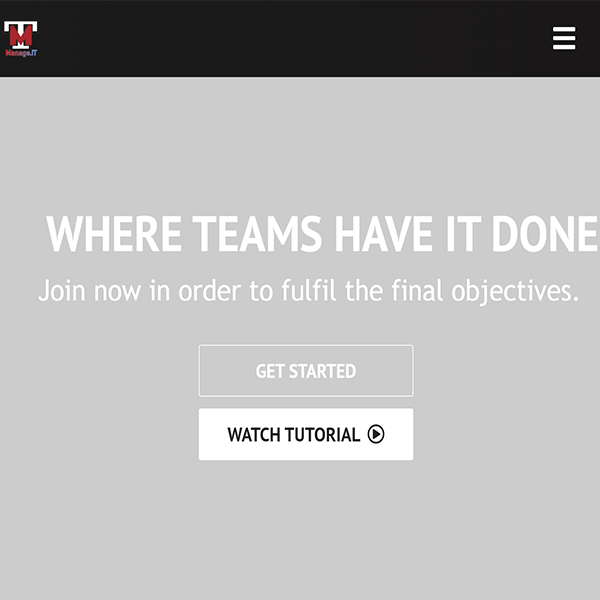 TM
Manage.IT
WHERE TEAMS HAVE IT DONE
Join now in order to fulfil the final objectives.
GET STARTED
WATCH TUTORIAL